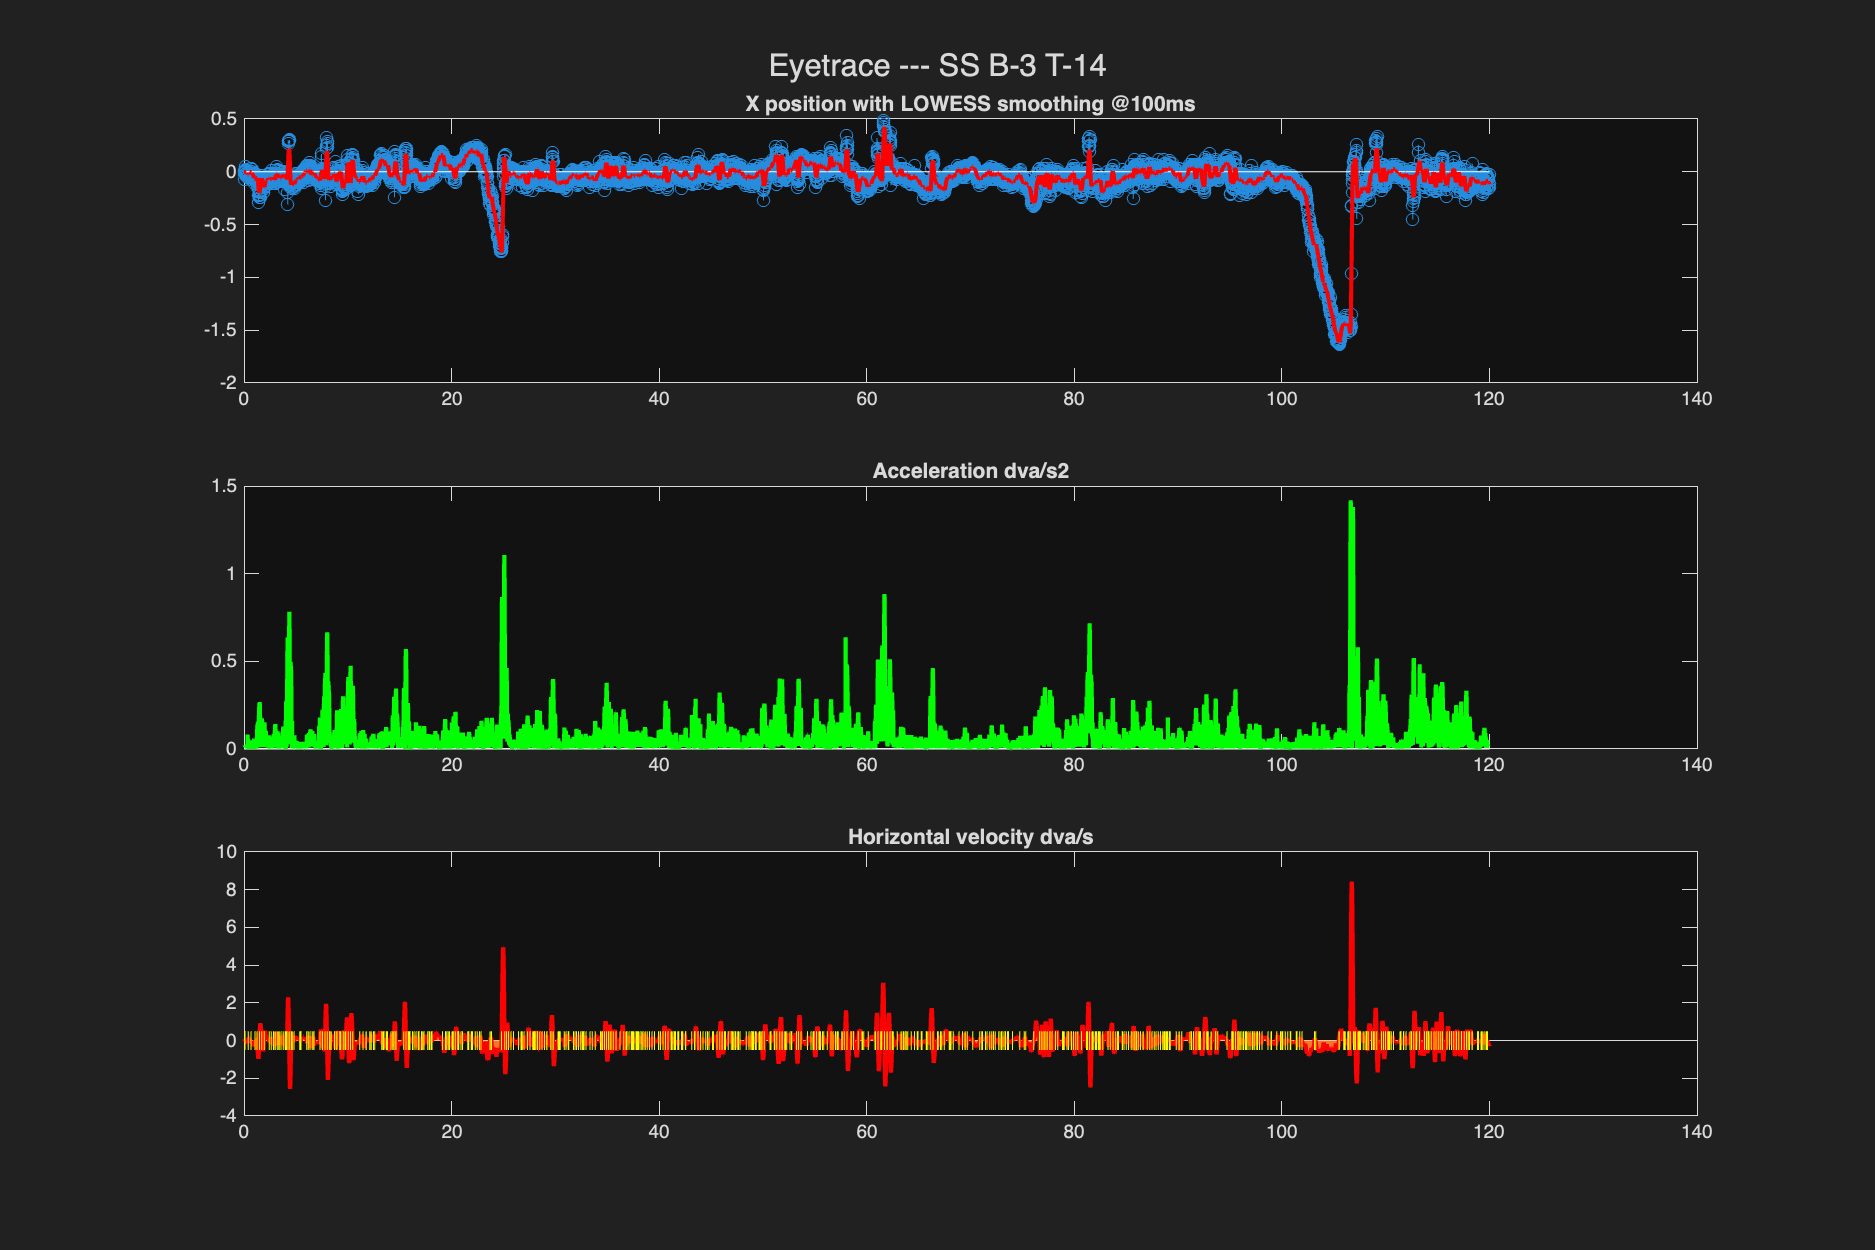 Eyetrace --- SS B-3 T-14
X position with LOWESS smoothing @100ms
0.5
0
-0.5
-1
-1.5
-2
0 20 40 60 80 100 120 140
Acceleration dva/s2
1.5
1
0.5
0
0 20 40 60 80 100 120 140
Horizontal velocity dva/s
10
8
6
4
2
0
-2
-4
0 20 40 60 80 100 120 140